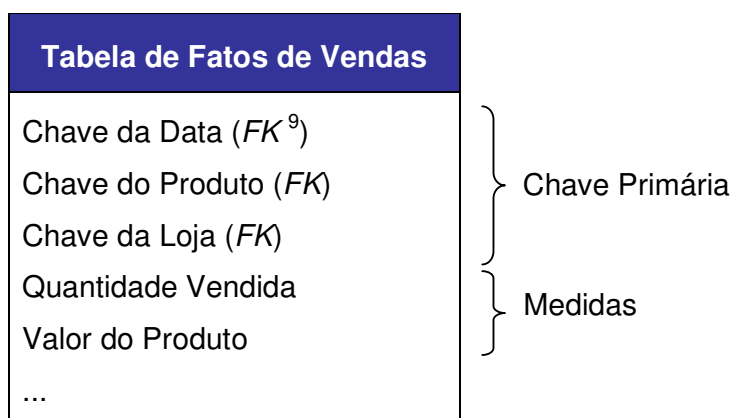 Tabela de Fatos de Vendas
Chave da Data (FK 9)
Chave do Produto (FK)
Chave da Loja (FK)
Chave Primária
Quantidade Vendida
Valor do Produto
Medidas
...